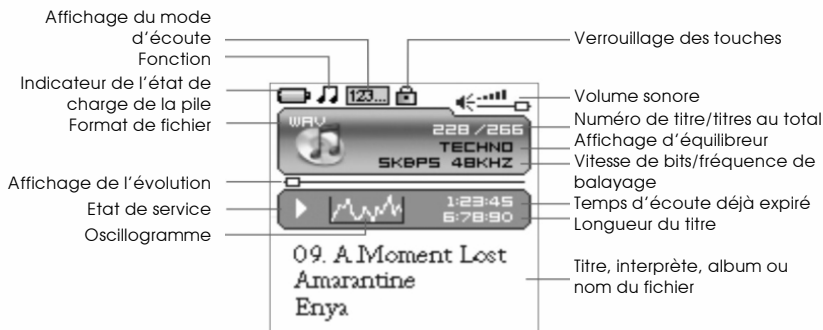 Affichage du mode
d'écoute
Fonction
Indicateur de l'état de
charge de la pile
Format de fichier
Affichage de l'évolution
Etat de service
Oscillogramme
123...
WAV
228 /266
TECHNO
5KBPS 48KHZ
1:23:45
6:78:90
09. A Moment Lost
Amarantine
Enya
Verrouillage des touches
Volume sonore
Numéro de titre/titres au total
Affichage d'équilibreur
Vitesse de bits/fréquence de
balayage
Temps d'écoute déjà expiré
Longueur du titre
Titre, interprète, album ou
nom du fichier